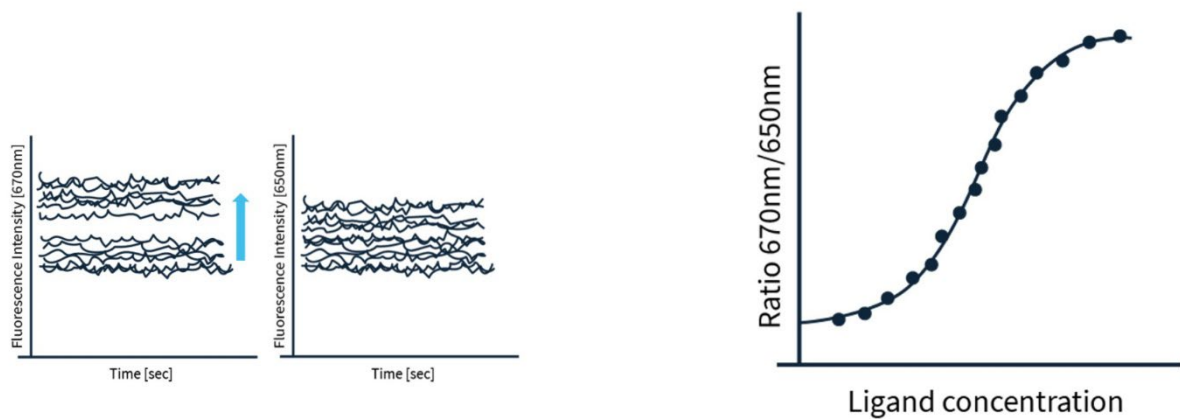 Fluorescence Intensity [670nm]
Time [sec]
Fluorescence Intensity [650nm]
Time [sec]
Ratio 670nm/650nm
Ligand concentration